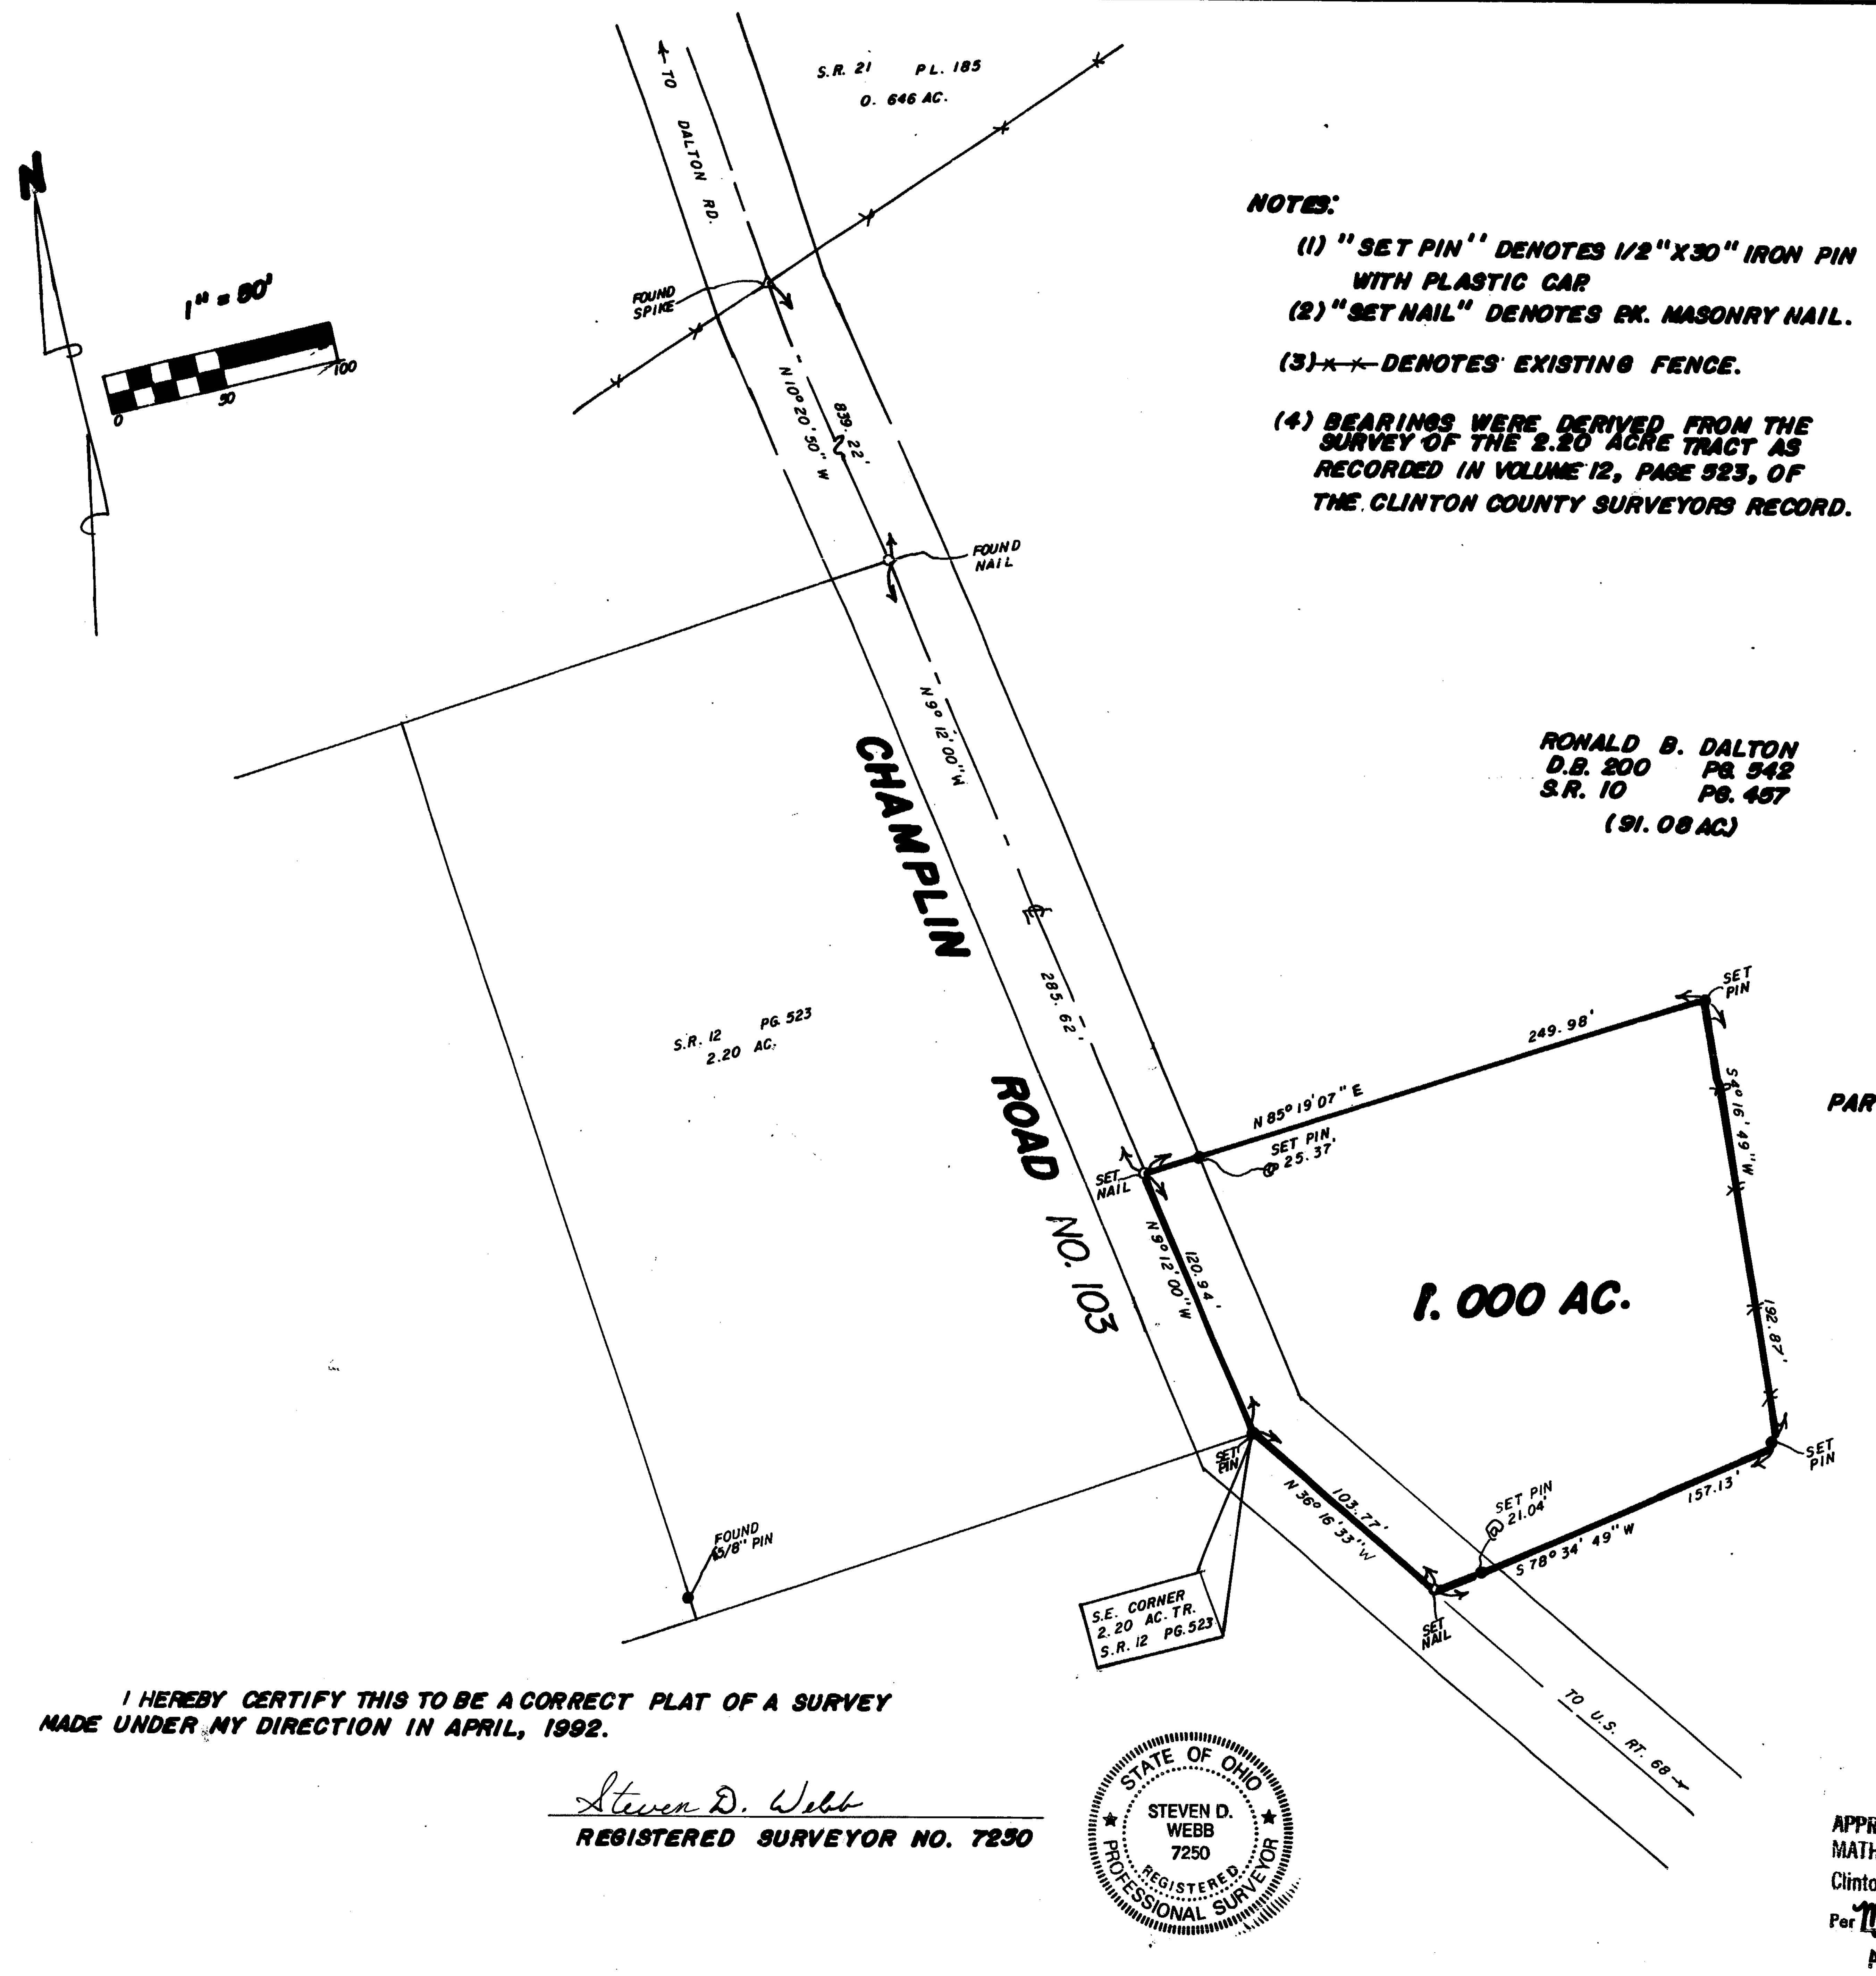 S.R. 21 PL. 185
0. 646 AC.
TO DALTON RD.
N
1" = 50'
0
50
100
FOUND
SPIKE
N 10° 20' 50" W
839. 22'
FOUND
NAIL
NOTES:
(1) "SET PIN" DENOTES 1/2" X 30" IRON PIN
WITH PLASTIC CAP.
(2) "SET NAIL" DENOTES P.K. MASONRY NAIL.
(3) x x DENOTES EXISTING FENCE.
(4) BEARINGS WERE DERIVED FROM THE
SURVEY OF THE 2.20 ACRE TRACT AS
RECORDED IN VOLUME 12, PAGE 523, OF
THE CLINTON COUNTY SURVEYORS RECORD.
N 9° 12' 00" W
CHAMPLIN
ROAD NO. 103
285. 62'
RONALD B. DALTON
D.B. 200 PG. 542
S.R. 10 PG. 457
(91. 08 AC.)
S.R. 12 PG. 523
2.20 AC.
SET
PIN
249. 98'
N 85° 19' 07" E
SET PIN
@ 25. 37'
S 4° 16' 49" W
192. 87'
PAR
SET
NAIL
N 9° 12' 00" W
120. 94'
1. 000 AC.
SET
PIN
SET
PIN
N 36° 16' 33" W
103. 77'
SET PIN
@ 21. 04'
157. 13'
S 78° 34' 49" W
SET
NAIL
FOUND
5/8" PIN
S.E. CORNER
2. 20 AC. TR.
S.R. 12 PG. 523
TO U.S. RT. 68
I HEREBY CERTIFY THIS TO BE A CORRECT PLAT OF A SURVEY
MADE UNDER MY DIRECTION IN APRIL, 1992.
Steven D. Webb
REGISTERED SURVEYOR NO. 7250
STATE OF OHIO
STEVEN D.
WEBB
7250
REGISTERED
PROFESSIONAL SURVEYOR
APPR
MATH
Clinto
Per